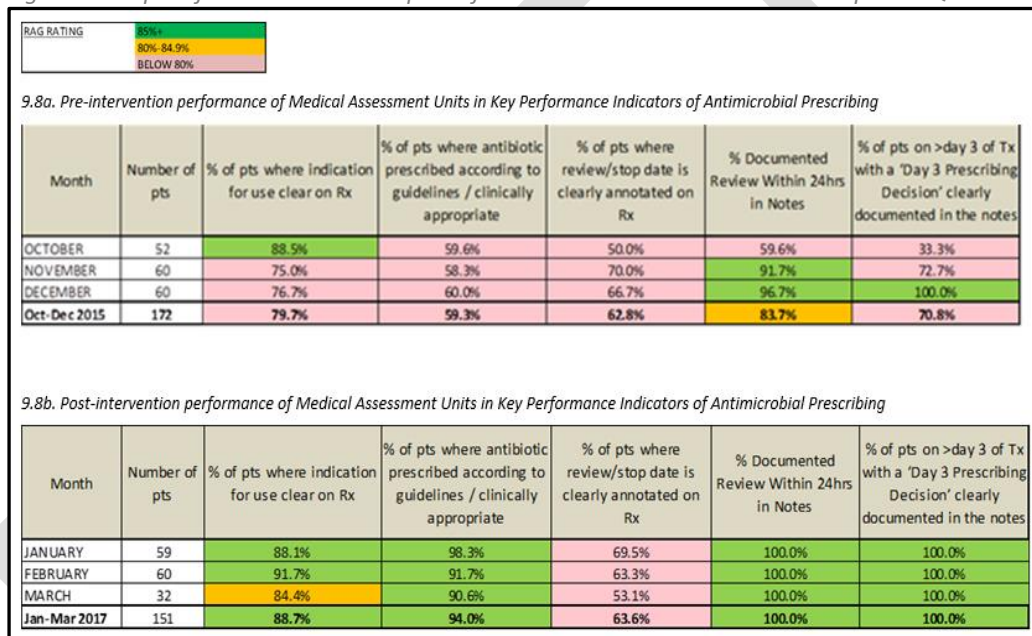 RAG RATING 85%+
80%-84.9%
BELOW 80%
9.8a. Pre-intervention performance of Medical Assessment Units in Key Performance Indicators of Antimicrobial Prescribing
Month Number of pts % of pts where indication for use clear on Rx % of pts where antibiotic prescribed according to guidelines / clinically appropriate % of pts where review/stop date is clearly annotated on Rx % Documented Review Within 24hrs in Notes % of pts on >day 3 of Tx with a 'Day 3 Prescribing Decision' clearly documented in the notes
OCTOBER 52 88.5% 59.6% 50.0% 59.6% 33.3%
NOVEMBER 60 75.0% 58.3% 70.0% 91.7% 72.7%
DECEMBER 60 76.7% 60.0% 66.7% 96.7% 100.0%
Oct-Dec 2015 172 79.7% 59.3% 62.8% 83.7% 70.8%
9.8b. Post-intervention performance of Medical Assessment Units in Key Performance Indicators of Antimicrobial Prescribing
Month Number of pts % of pts where indication for use clear on Rx % of pts where antibiotic prescribed according to guidelines / clinically appropriate % of pts where review/stop date is clearly annotated on Rx % Documented Review Within 24hrs in Notes % of pts on >day 3 of Tx with a 'Day 3 Prescribing Decision' clearly documented in the notes
JANUARY 59 88.1% 98.3% 69.5% 100.0% 100.0%
FEBRUARY 60 91.7% 91.7% 63.3% 100.0% 100.0%
MARCH 32 84.4% 90.6% 53.1% 100.0% 100.0%
Jan-Mar 2017 151 88.7% 94.0% 63.6% 100.0% 100.0%